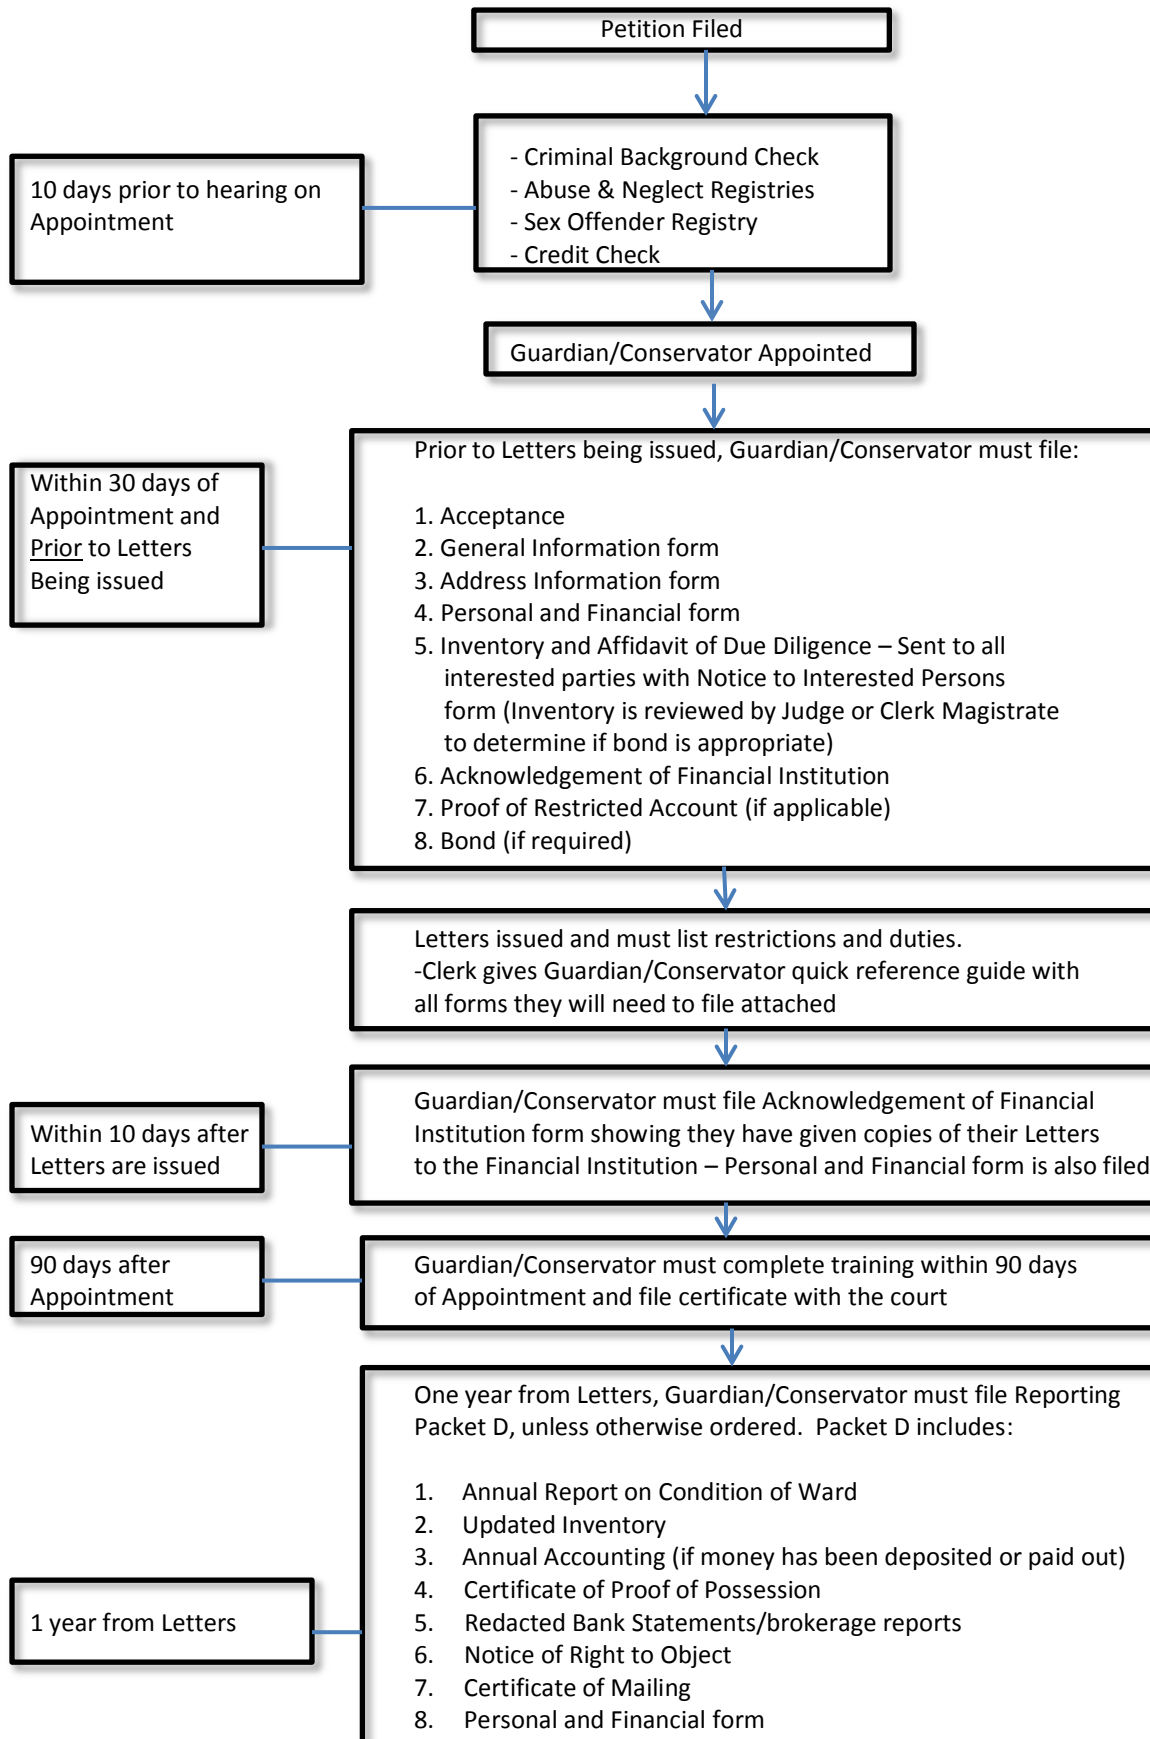 Petition Filed
10 days prior to hearing on
Appointment
- Criminal Background Check
- Abuse & Neglect Registries
- Sex Offender Registry
- Credit Check
Guardian/Conservator Appointed
Within 30 days of
Appointment and
Prior to Letters
Being issued
Prior to Letters being issued, Guardian/Conservator must file:
1. Acceptance
2. General Information form
3. Address Information form
4. Personal and Financial form
5. Inventory and Affidavit of Due Diligence – Sent to all
interested parties with Notice to Interested Persons
form (Inventory is reviewed by Judge or Clerk Magistrate
to determine if bond is appropriate)
6. Acknowledgement of Financial Institution
7. Proof of Restricted Account (if applicable)
8. Bond (if required)
Letters issued and must list restrictions and duties.
-Clerk gives Guardian/Conservator quick reference guide with
all forms they will need to file attached
Within 10 days after
Letters are issued
Guardian/Conservator must file Acknowledgement of Financial
Institution form showing they have given copies of their Letters
to the Financial Institution – Personal and Financial form is also filed
90 days after
Appointment
Guardian/Conservator must complete training within 90 days
of Appointment and file certificate with the court
1 year from Letters
One year from Letters, Guardian/Conservator must file Reporting
Packet D, unless otherwise ordered.  Packet D includes:
1. Annual Report on Condition of Ward
2. Updated Inventory
3. Annual Accounting (if money has been deposited or paid out)
4. Certificate of Proof of Possession
5. Redacted Bank Statements/brokerage reports
6. Notice of Right to Object
7. Certificate of Mailing
8. Personal and Financial form